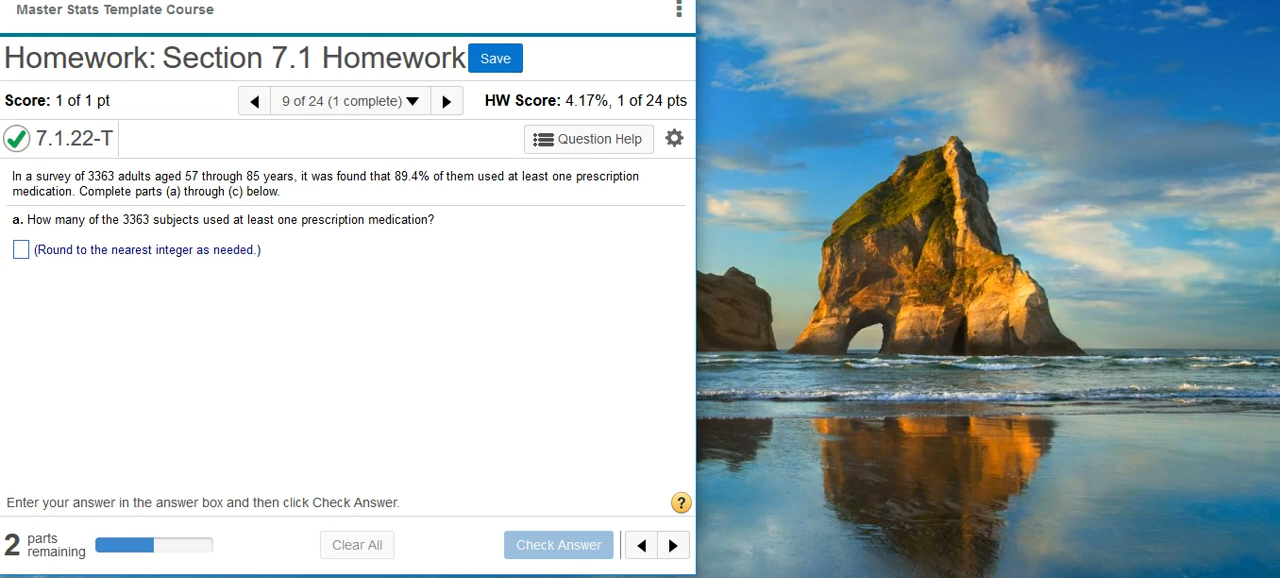 Master Stats Template Course
Homework: Section 7.1 Homework Save
Score: 1 of 1 pt 9 of 24 (1 complete) HW Score: 4.17%, 1 of 24 pts
7.1.22-T Question Help
In a survey of 3363 adults aged 57 through 85 years, it was found that 89.4% of them used at least one prescription
medication. Complete parts (a) through (c) below.
a. How many of the 3363 subjects used at least one prescription medication?
(Round to the nearest integer as needed.)
Enter your answer in the answer box and then click Check Answer. ?
2 parts
remaining Clear All Check Answer